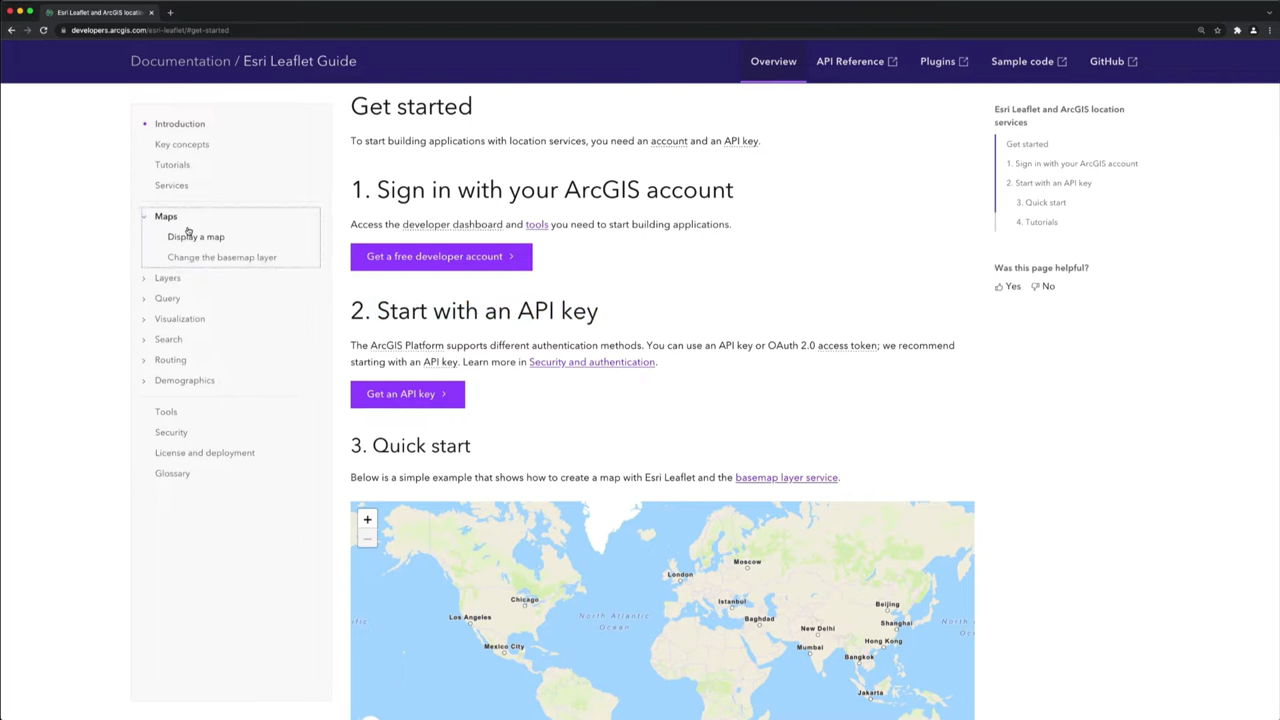 Esri Leaflet and ArcGIS locatio
developers.arcgis.com/esri-leaflet/#get-started
Documentation / Esri Leaflet Guide
Overview
API Reference
Plugins
Sample code
GitHub
Introduction
Key concepts
Tutorials
Services
Maps
Display a map
Change the basemap layer
Layers
Query
Visualization
Search
Routing
Demographics
Tools
Security
License and deployment
Glossary
Get started
To start building applications with location services, you need an account and an API key.
1. Sign in with your ArcGIS account
Access the developer dashboard and tools you need to start building applications.
Get a free developer account
2. Start with an API key
The ArcGIS Platform supports different authentication methods. You can use an API key or OAuth 2.0 access token; we recommend
starting with an API key. Learn more in Security and authentication.
Get an API key
3. Quick start
Below is a simple example that shows how to create a map with Esri Leaflet and the basemap layer service.
+
−
Moscow
London
Chicago
Istanbul
Beijing
Los Angeles
North Atlantic
Ocean
Baghdad
Shanghai
New Delhi
Hong Kong
Mexico City
Mumbai
Bangkok
Jakarta
Esri Leaflet and ArcGIS location
services
Get started
1. Sign in with your ArcGIS account
2. Start with an API key
3. Quick start
4. Tutorials
Was this page helpful?
Yes
No